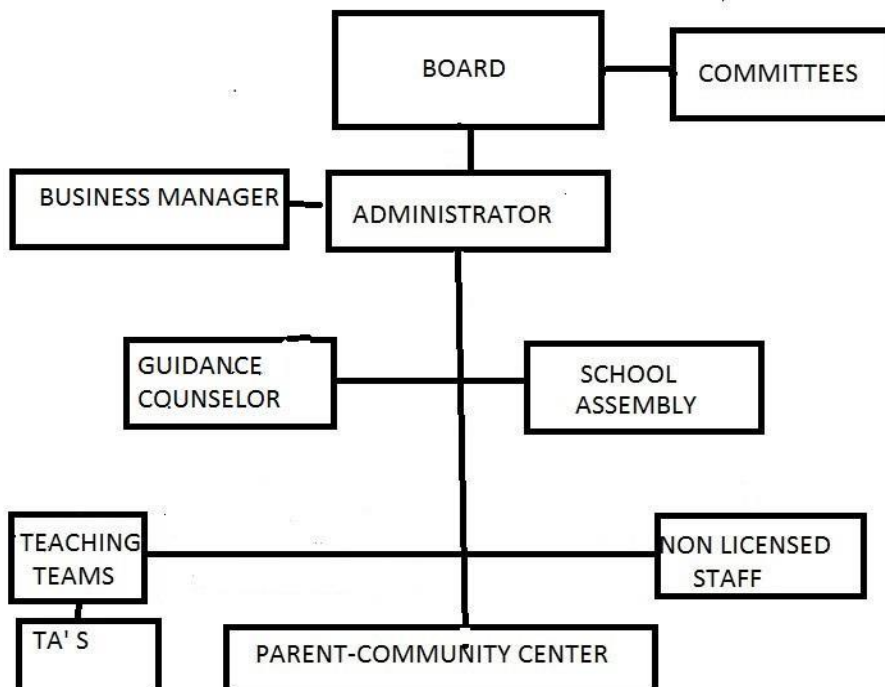 BOARD
COMMITTEES
BUSINESS MANAGER
ADMINISTRATOR
GUIDANCE
COUNSELOR
SCHOOL
ASSEMBLY
TEACHING
TEAMS
NON LICENSED
STAFF
TA' S
PARENT-COMMUNITY CENTER